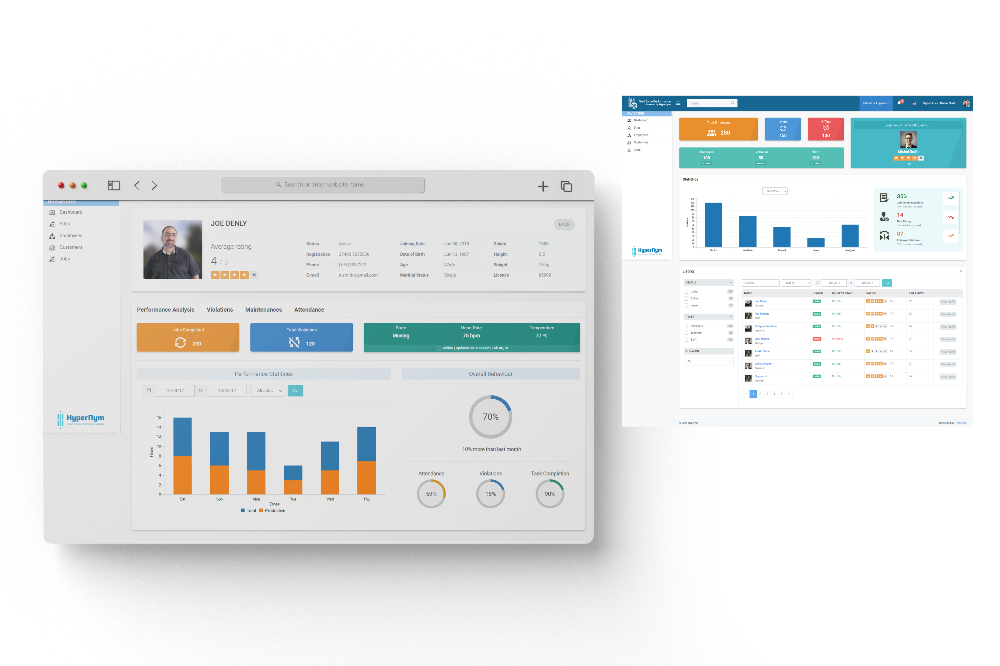 Search or enter website name
NAVIGATION
Dashboard
Sites
Employees
Customers
Jobs
HyperNym
Human Centered | Technology | Operations
JOE DENLY
BACK
Average rating
4 / 5
Status Active
Registration 37405 5055556
Phone (+78)1397212
E-mail a.smith@gmail.com
Joining Date Jun 08, 2018
Date of Birth Jun 13, 1987
Age 32y/o
Maritial Status Single
Salary 1500
Height 5.5
Weight 75 kg
Licence 85999
Performance Analysis Violations Maintenances Attendance
Jobs Completed
200
Total Violations
120
State Heart Rate Temperature
Moving 75 bpm 77 °C
Online | Updated on: 07:00pm, Feb 08,18
Performance Statitices
10/24/17 to 10/25/17 All Jobs Go
Hours
16
14
12
10
8
6
4
2
0
Sat Sun Mon Tue Wed Thu
Zones
Total Productive
Overall Behaviour
70%
10% more than last month
Attendance Violations Task Completion
59% 18% 90%
Field force Performance
Powered by Hypernym
Search
Internet of Logistics
5
Signed in as : Michel Smith
NAVIGATION
Dashboard
Sites
Employees
Customers
Jobs
HyperNym
Human Centered | Technology | Operations
Total Employees
250
Online
150
Offline
100
Managers Technical Staff
100 50 100
60 Online 40 Online 50 Online
Employee of the Month (Jan 18)
Michel Smith
4.5
Statistics
This Week
Numbers
130
120
110
100
90
80
70
60
50
40
30
20
10
0
On Job Available Present Leave Assigned
85%
Job Completion Rate
10% more than last week
14
New Hiring
15% less than last week
07
Employee Turnove
17% more than last week
Listing
STATUS +
Online 150
Offline 90
Leave 10
TYPES +
Managers 100
Technical 50
Staff 100
LOCATION +
All
Search Sort by 10/24/17 to 10/25/17 Go
NAME STATUS CURRENT STATE RATING VIOLATIONS
Joe Denly Online On Job 4.7 02 View Profile
Manager
Ivar Banega Online On Job 4.5 03 View Profile
Staff
Philippe Coutinho Online On Job 3.5 06 View Profile
Technical
Luis Suarez Offline On Leave 4.2 07 View Profile
Manager
Aurthr Vidal Online On Job 4.4 05 View Profile
Staff
John Dynamo Online On Job 2.9 07 View Profile
Technical
Neymar Jr. Online On Job 4.1 04 View Profile
Manager
1 2 3 4 5
© 2019 Hypernet
Developed by HyperNym